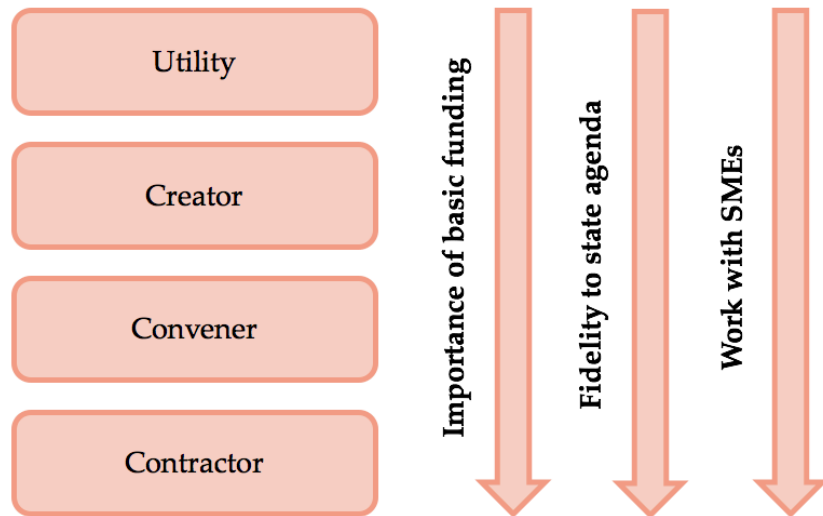 Utility
Creator
Convener
Contractor
Importance of basic funding
Fidelity to state agenda
Work with SMEs